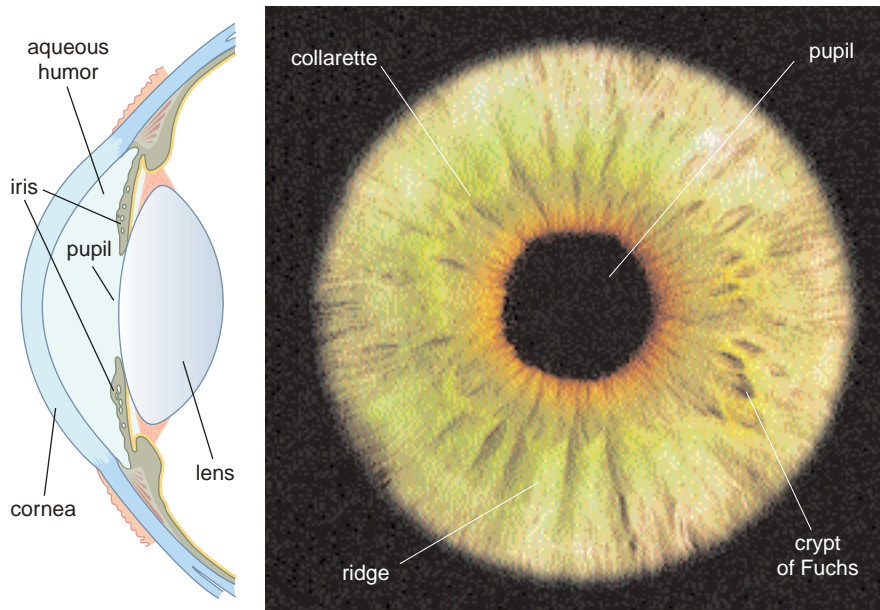 aqueous
humor
iris
pupil
lens
cornea
collarette
pupil
ridge
crypt
of Fuchs